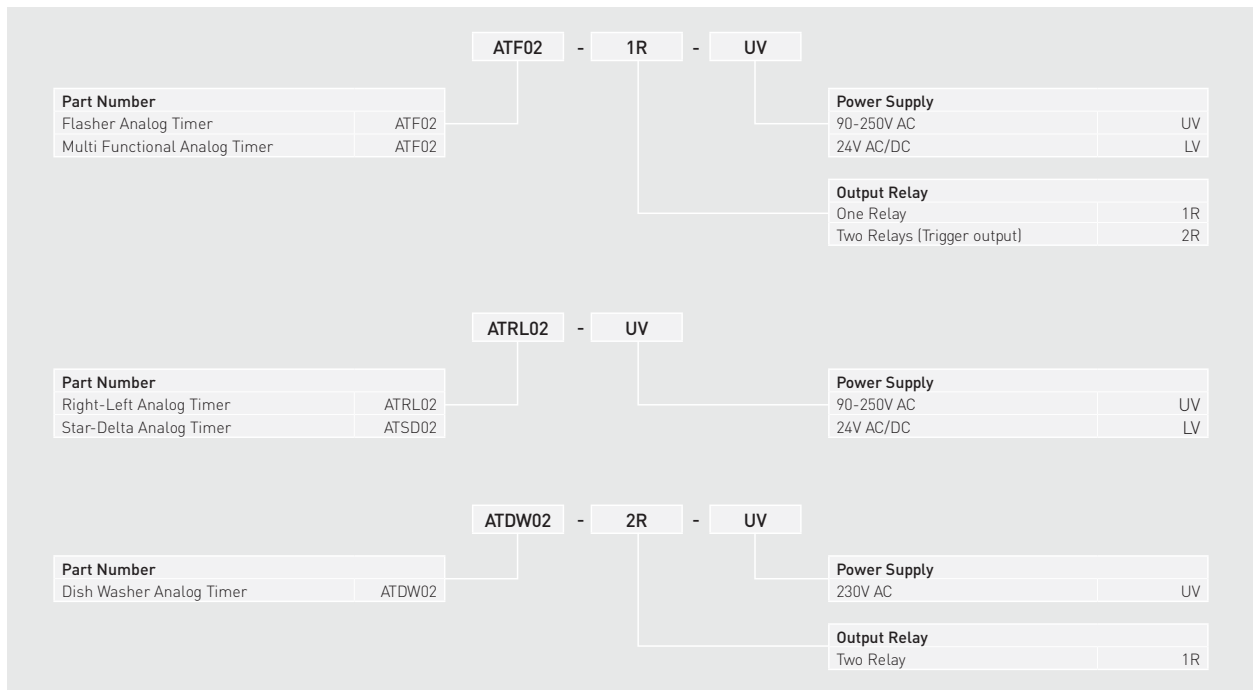 ATF02 - 1R - UV
Part Number
Flasher Analog Timer ATF02
Multi Functional Analog Timer ATF02
Power Supply
90-250V AC UV
24V AC/DC LV
Output Relay
One Relay 1R
Two Relays (Trigger output) 2R
ATRL02 - UV
Part Number
Right-Left Analog Timer ATRL02
Star-Delta Analog Timer ATSD02
Power Supply
90-250V AC UV
24V AC/DC LV
ATDW02 - 2R - UV
Part Number
Dish Washer Analog Timer ATDW02
Power Supply
230V AC UV
Output Relay
Two Relay 1R